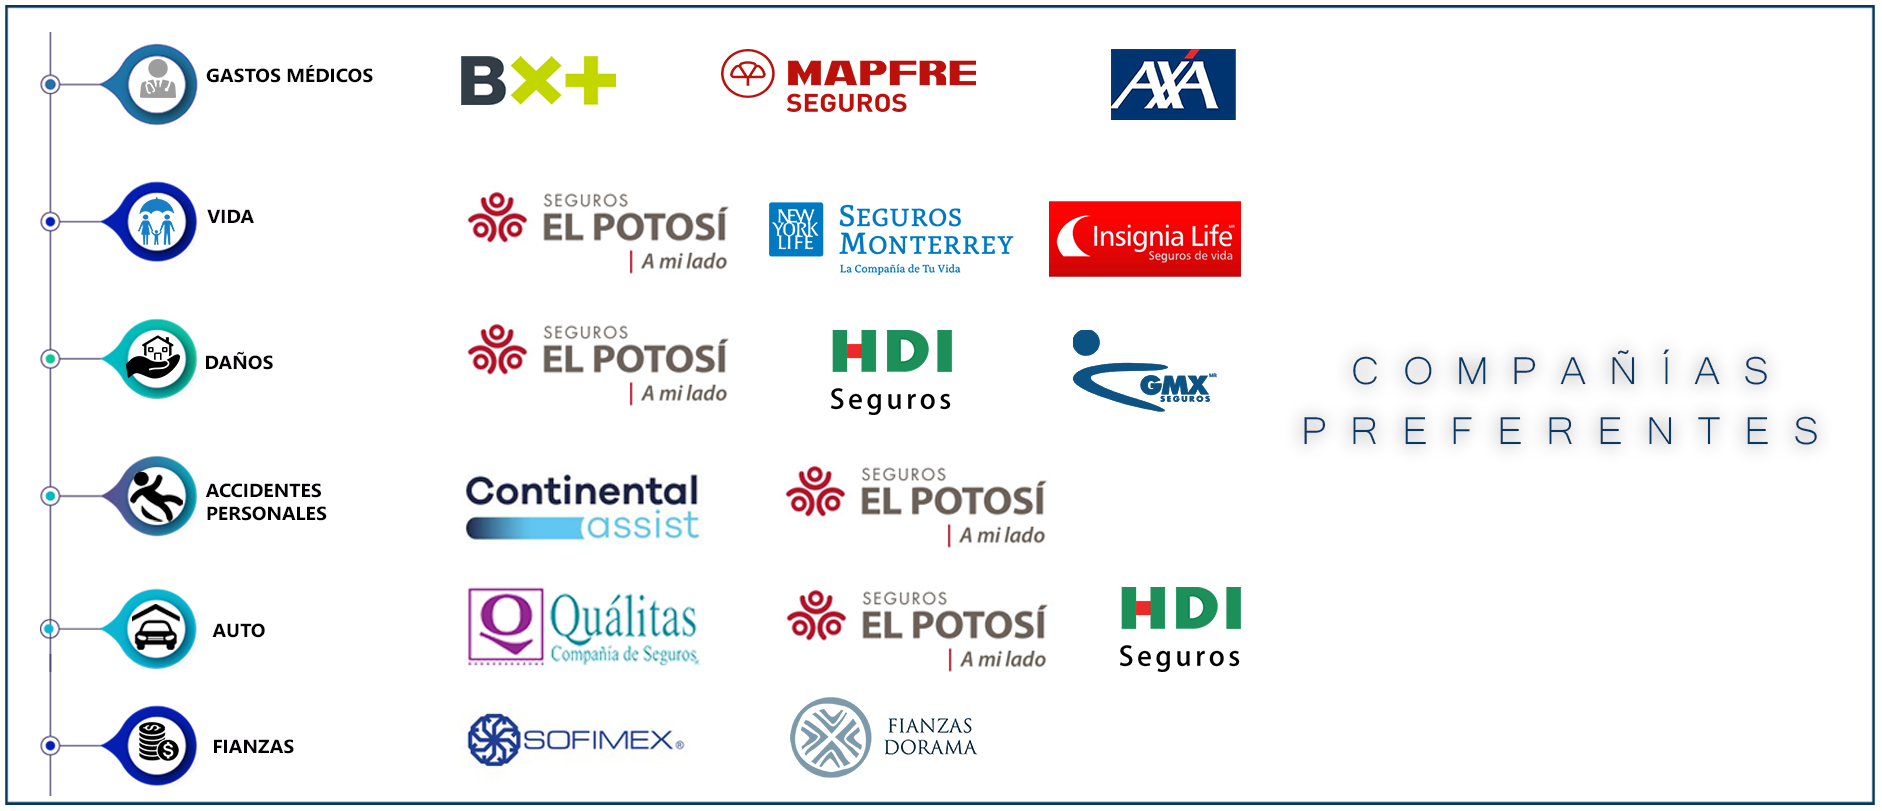 GASTOS MÉDICOS
BX+
MAPFRE
SEGUROS
AXA
VIDA
SEGUROS
EL POTOSÍ
A mi lado
NEW
YORK
LIFE
SEGUROS
MONTERREY
La Compañía de Tu Vida
Insignia Life
Seguros de vida
DAÑOS
SEGUROS
EL POTOSÍ
A mi lado
HDI
Seguros
GMX MR
SEGUROS
COMPAÑÍAS
PREFERENTES
ACCIDENTES
PERSONALES
Continental
assist
SEGUROS
EL POTOSÍ
A mi lado
AUTO
Q
Quálitas
Compañía de Seguros
SEGUROS
EL POTOSÍ
A mi lado
HDI
Seguros
FIANZAS
SOFIMEX®
FIANZAS
DORAMA